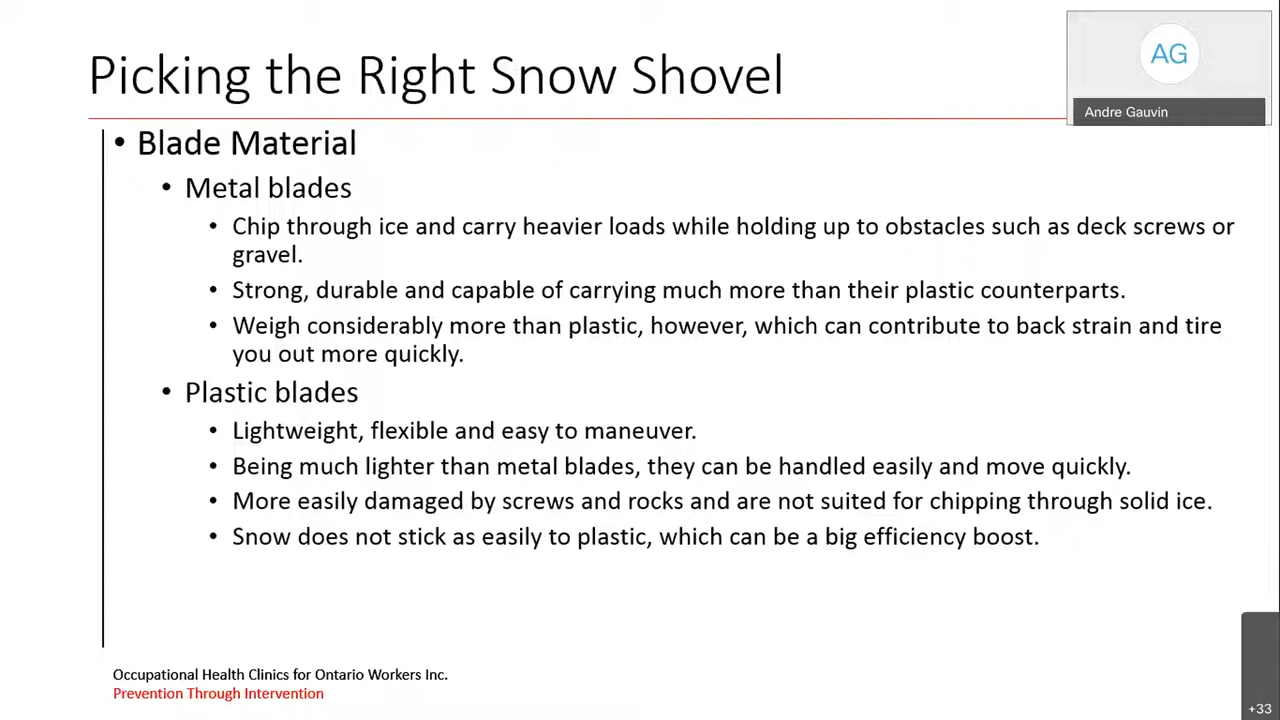 Picking the Right Snow Shovel
AG
Andre Gauvin
• Blade Material
• Metal blades
• Chip through ice and carry heavier loads while holding up to obstacles such as deck screws or
gravel.
• Strong, durable and capable of carrying much more than their plastic counterparts.
• Weigh considerably more than plastic, however, which can contribute to back strain and tire
you out more quickly.
• Plastic blades
• Lightweight, flexible and easy to maneuver.
• Being much lighter than metal blades, they can be handled easily and move quickly.
• More easily damaged by screws and rocks and are not suited for chipping through solid ice.
• Snow does not stick as easily to plastic, which can be a big efficiency boost.
Occupational Health Clinics for Ontario Workers Inc.
Prevention Through Intervention
+33